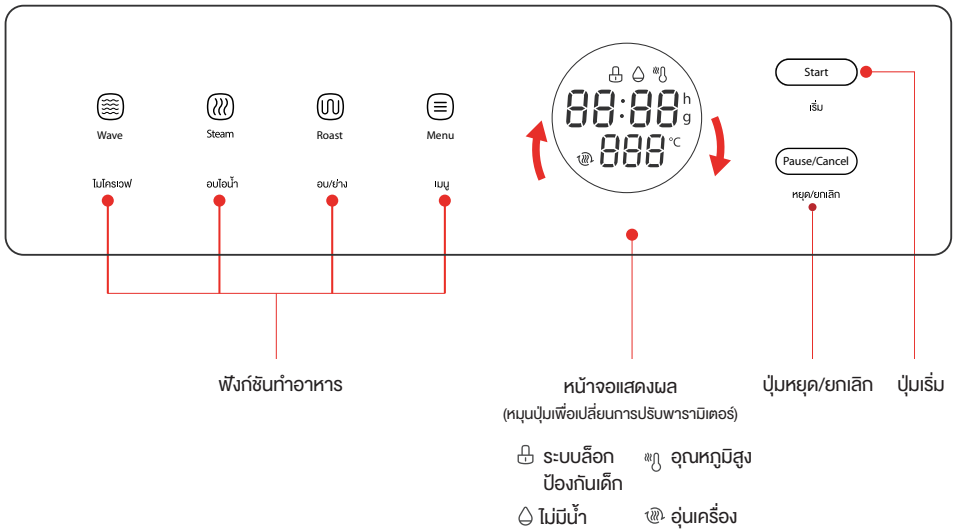 Start
88:88 h
g
888 °C
Wave
Steam
Roast
Menu
เริ่ม
Pause/Cancel
ไมโครเวฟ
อบไอน้ำ
อบ/ย่าง
เมนู
หยุด/ยกเลิก
ฟังก์ชันทำอาหาร
หน้าจอแสดงผล
(หมุนปุ่มเพื่อเปลี่ยนการปรับพารามิเตอร์)
ปุ่มหยุด/ยกเลิก
ปุ่มเริ่ม
ระบบล็อก
ป้องกันเด็ก
อุณหภูมิสูง
ไม่มีน้ำ
อุ่นเครื่อง